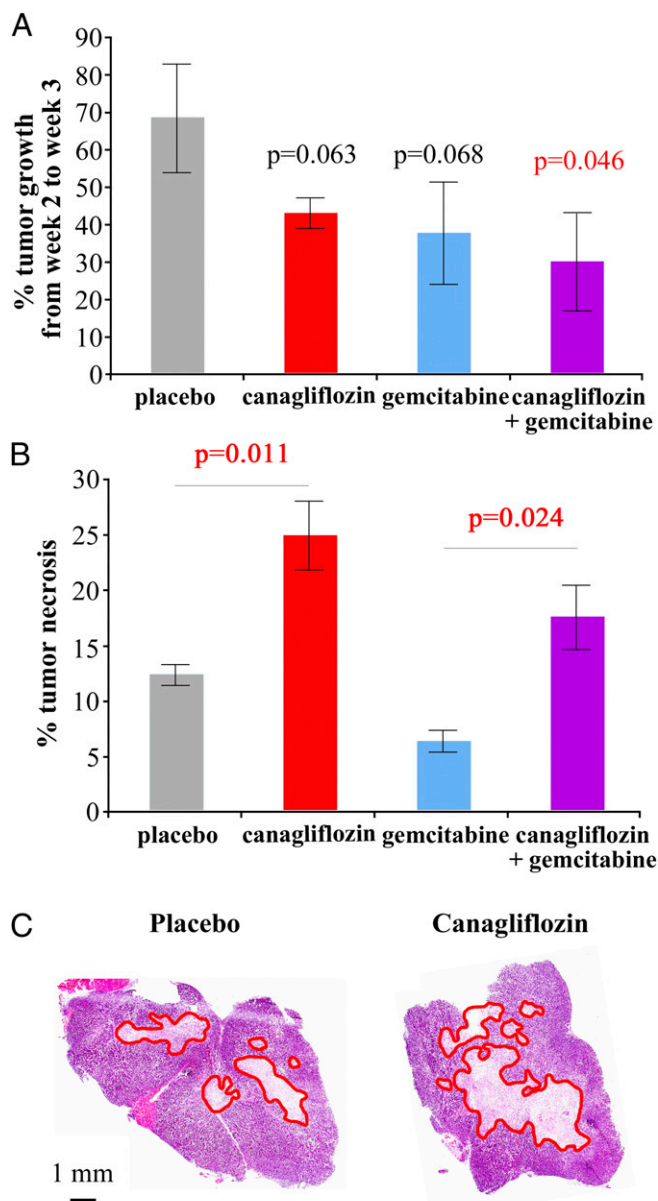 A
% tumor growth
from week 2 to week 3
90
80
70
60
50
40
30
20
10
0
p=0.063
p=0.068
p=0.046
placebo
canagliflozin
gemcitabine
canagliflozin
+ gemcitabine
B
% tumor necrosis
30
25
20
15
10
5
0
p=0.011
p=0.024
placebo
canagliflozin
gemcitabine
canagliflozin
+ gemcitabine
C
Placebo
Canagliflozin
1 mm